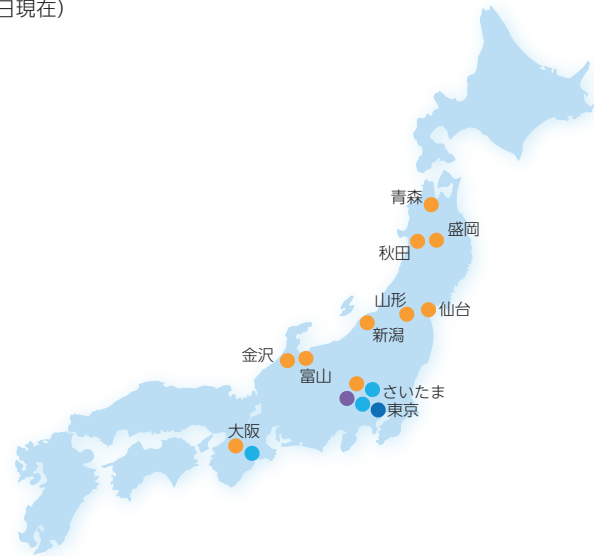 日現在）
青森
盛岡
秋田
山形
仙台
新潟
金沢
富山
さいたま
東京
大阪